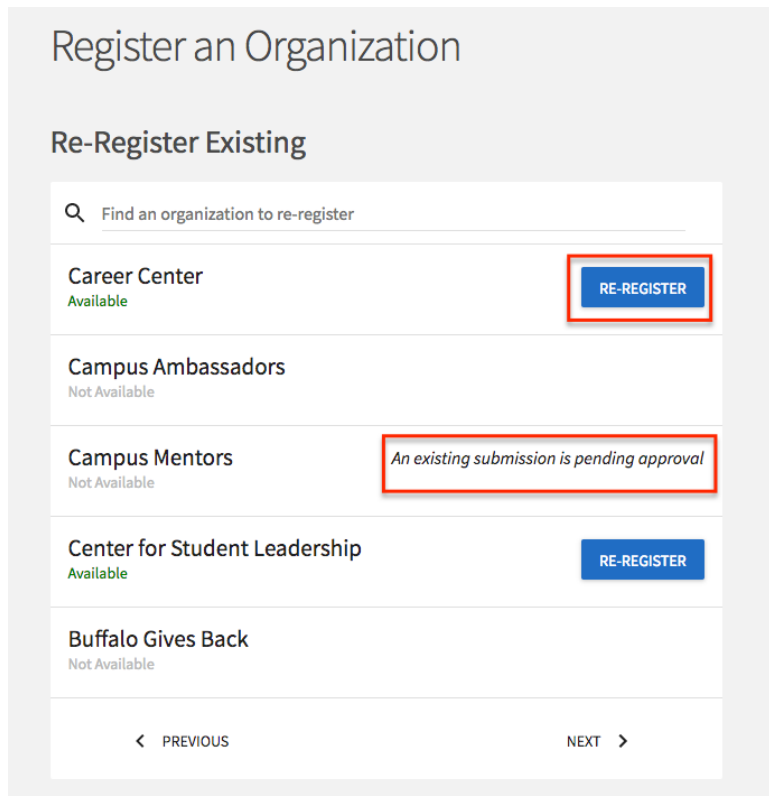 Register an Organization
Re-Register Existing
Find an organization to re-register
Career Center
Available
RE-REGISTER
Campus Ambassadors
Not Available
Campus Mentors
Not Available
An existing submission is pending approval
Center for Student Leadership
Available
RE-REGISTER
Buffalo Gives Back
Not Available
PREVIOUS
NEXT